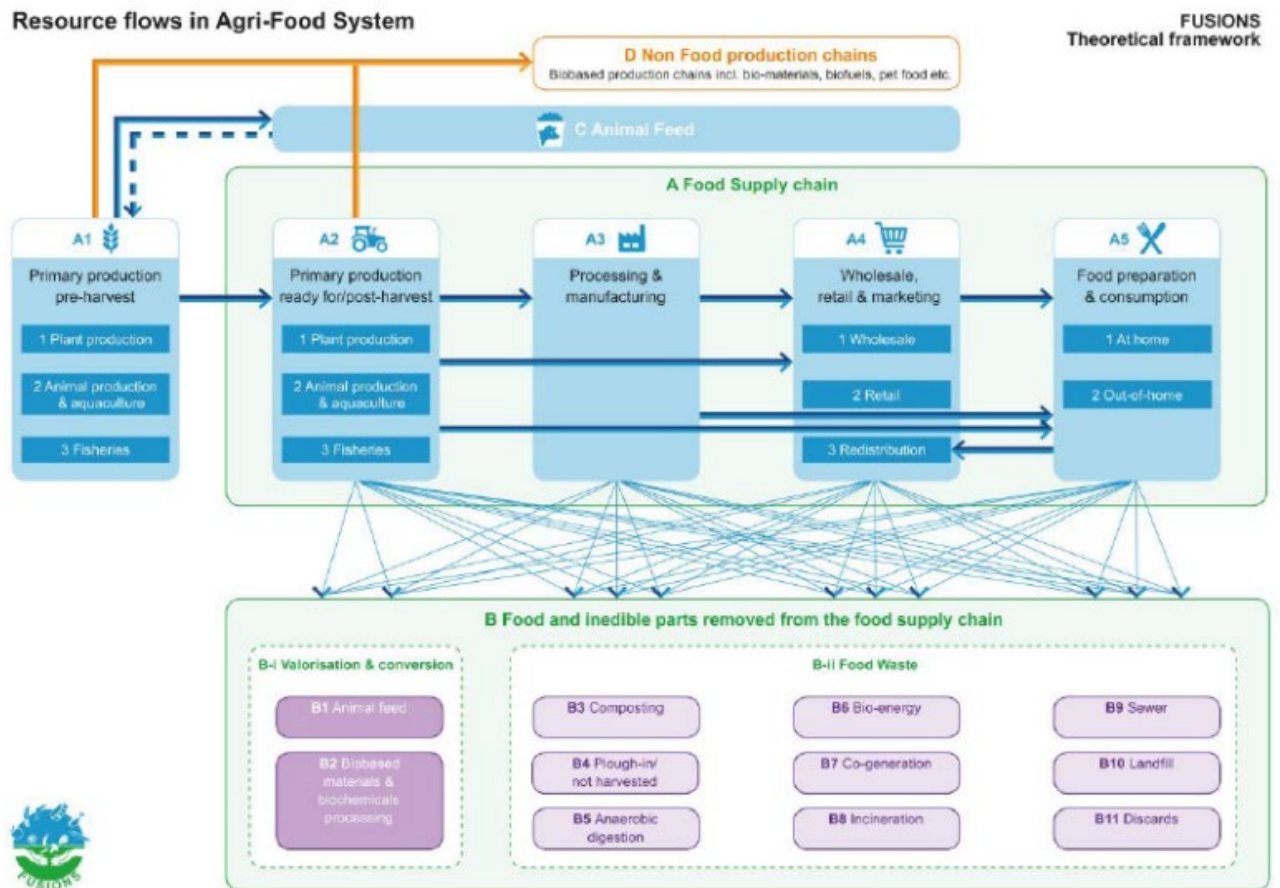 Resource flows in Agri-Food System
FUSIONS
Theoretical framework
D Non Food production chains
Biobased production chains incl. bio-materials, biofuels, pet food etc.
C Animal Feed
A Food Supply chain
A1
Primary production
pre-harvest
1 Plant production
2 Animal production
& aquaculture
3 Fisheries
A2
Primary production
ready for/post-harvest
1 Plant production
2 Animal production
& aquaculture
3 Fisheries
A3
Processing &
manufacturing
A4
Wholesale,
retail & marketing
1 Wholesale
2 Retail
3 Redistribution
A5
Food preparation
& consumption
1 At home
2 Out-of-home
B Food and inedible parts removed from the food supply chain
B-i Valorisation & conversion
B1 Animal feed
B2 Biobased
materials &
biochemicals
processing
B-ii Food Waste
B3 Composting
B4 Plough-in/
not harvested
B5 Anaerobic
digestion
B6 Bio-energy
B7 Co-generation
B8 Incineration
B9 Sewer
B10 Landfill
B11 Discards
FUSIONS